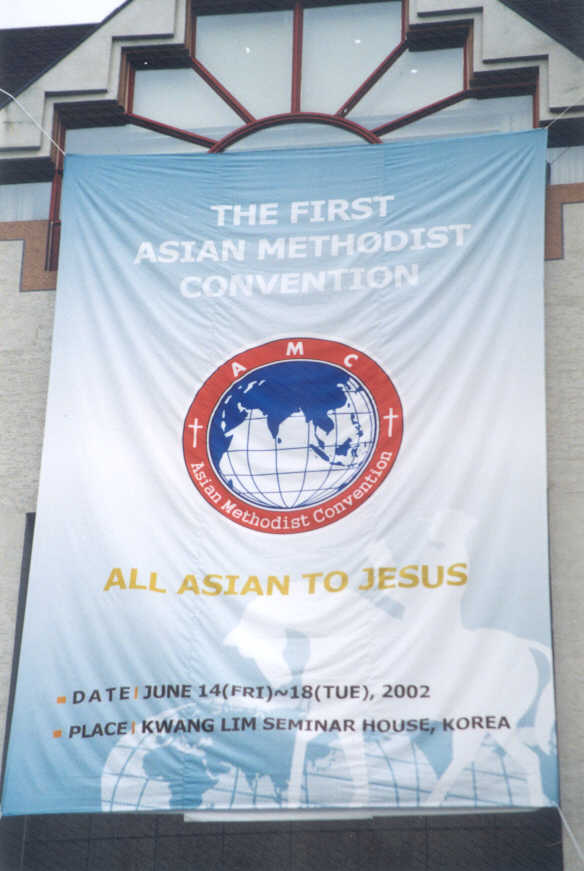 THE FIRST
ASIAN METHODIST
CONVENTION
A M C
Asian Methodist Convention
ALL ASIAN TO JESUS
DATE | JUNE 14(FRI)~18(TUE), 2002
PLACE | KWANG LIM SEMINAR HOUSE, KOREA